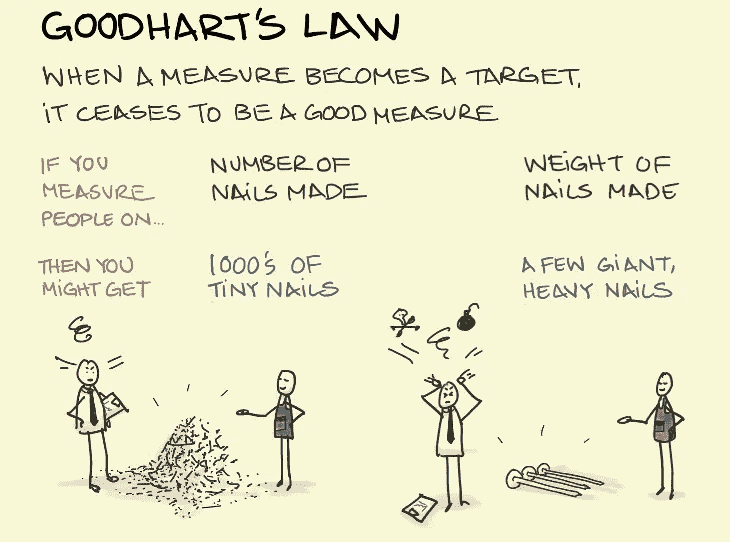 GOODHART'S LAW
WHEN A MEASURE BECOMES A TARGET,
IT CEASES TO BE A GOOD MEASURE
IF YOU
MEASURE
PEOPLE ON...
NUMBER OF
NAILS MADE
WEIGHT OF
NAILS MADE
THEN YOU
MIGHT GET
1000'S OF
TINY NAILS
A FEW GIANT,
HEAVY NAILS